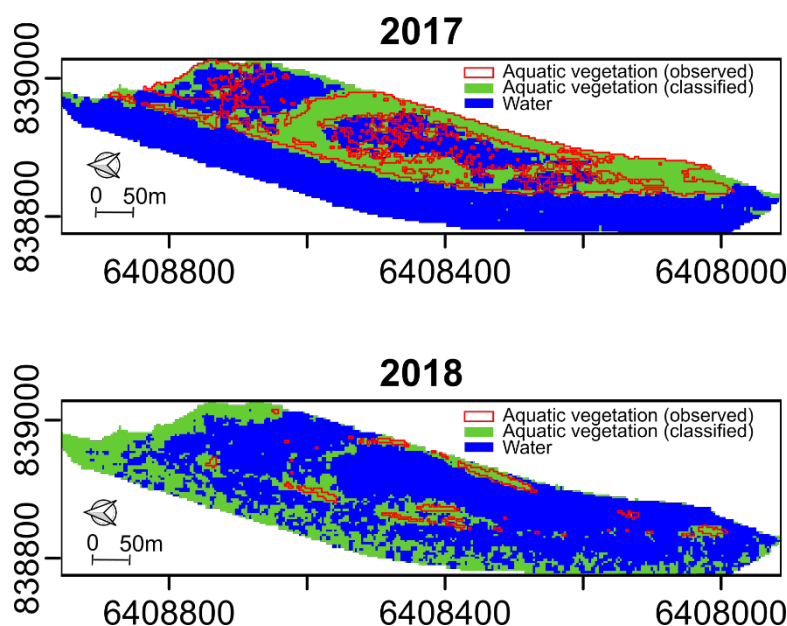 2017
839000
Aquatic vegetation (observed)
Aquatic vegetation (classified)
Water
0 50m
838800
6408800 6408400 6408000
2018
839000
Aquatic vegetation (observed)
Aquatic vegetation (classified)
Water
0 50m
838800
6408800 6408400 6408000